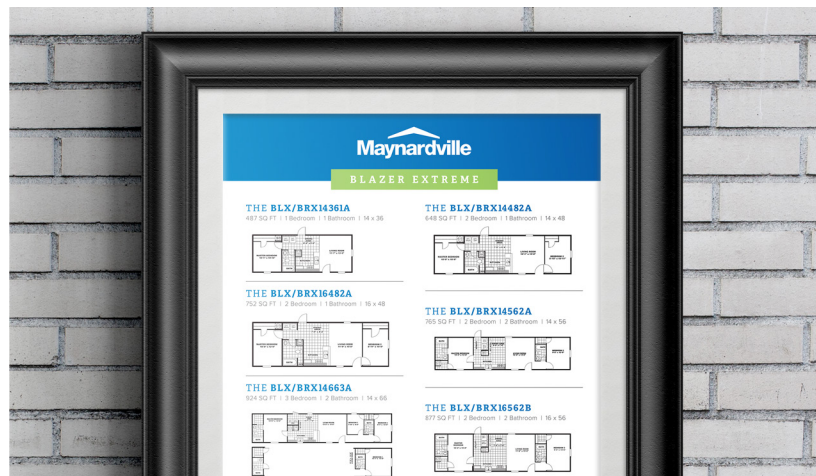 Maynardville
BLAZER EXTREME
THE BLX/BRX14361A
487 SQ FT | 1 Bedroom | 1 Bathroom | 14 x 36
THE BLX/BRX16482A
752 SQ FT | 2 Bedroom | 1 Bathroom | 16 x 48
THE BLX/BRX14663A
924 SQ FT | 3 Bedroom | 2 Bathroom | 14 x 66
THE BLX/BRX14482A
648 SQ FT | 2 Bedroom | 1 Bathroom | 14 x 48
THE BLX/BRX14562A
765 SQ FT | 2 Bedroom | 2 Bathroom | 14 x 56
THE BLX/BRX16562B
877 SQ FT | 2 Bedroom | 2 Bathroom | 16 x 56